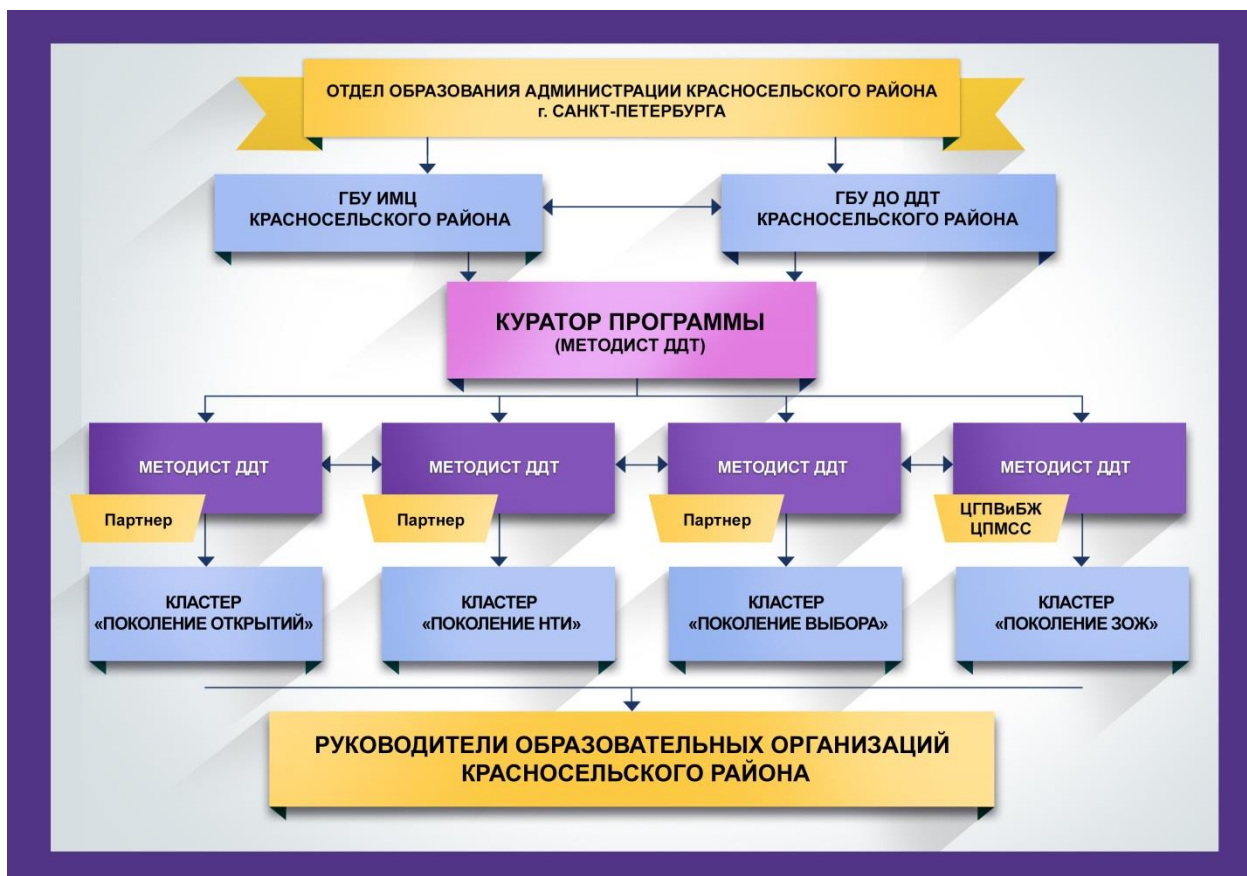 ОТДЕЛ ОБРАЗОВАНИЯ АДМИНИСТРАЦИИ КРАСНОСЕЛЬСКОГО РАЙОНА
г. САНКТ-ПЕТЕРБУРГА
ГБУ ИМЦ
КРАСНОСЕЛЬСКОГО РАЙОНА
ГБУ ДО ДДТ
КРАСНОСЕЛЬСКОГО РАЙОНА
КУРАТОР ПРОГРАММЫ
(МЕТОДИСТ ДДТ)
МЕТОДИСТ ДДТ
МЕТОДИСТ ДДТ
МЕТОДИСТ ДДТ
МЕТОДИСТ ДДТ
Партнер
Партнер
Партнер
ЦГПВиБЖ
ЦПМСС
КЛАСТЕР
«ПОКОЛЕНИЕ ОТКРЫТИЙ»
КЛАСТЕР
«ПОКОЛЕНИЕ НТИ»
КЛАСТЕР
«ПОКОЛЕНИЕ ВЫБОРА»
КЛАСТЕР
«ПОКОЛЕНИЕ ЗОЖ»
РУКОВОДИТЕЛИ ОБРАЗОВАТЕЛЬНЫХ ОРГАНИЗАЦИЙ
КРАСНОСЕЛЬСКОГО РАЙОНА